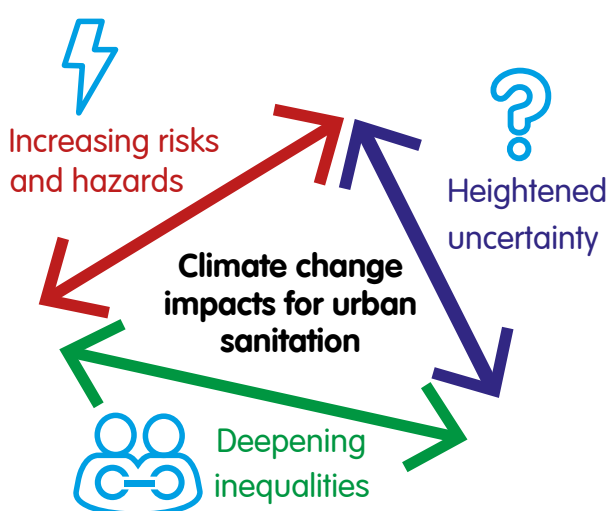 Increasing risks
and hazards
Heightened
uncertainty
Climate change
impacts for urban
sanitation
Deepening
inequalities